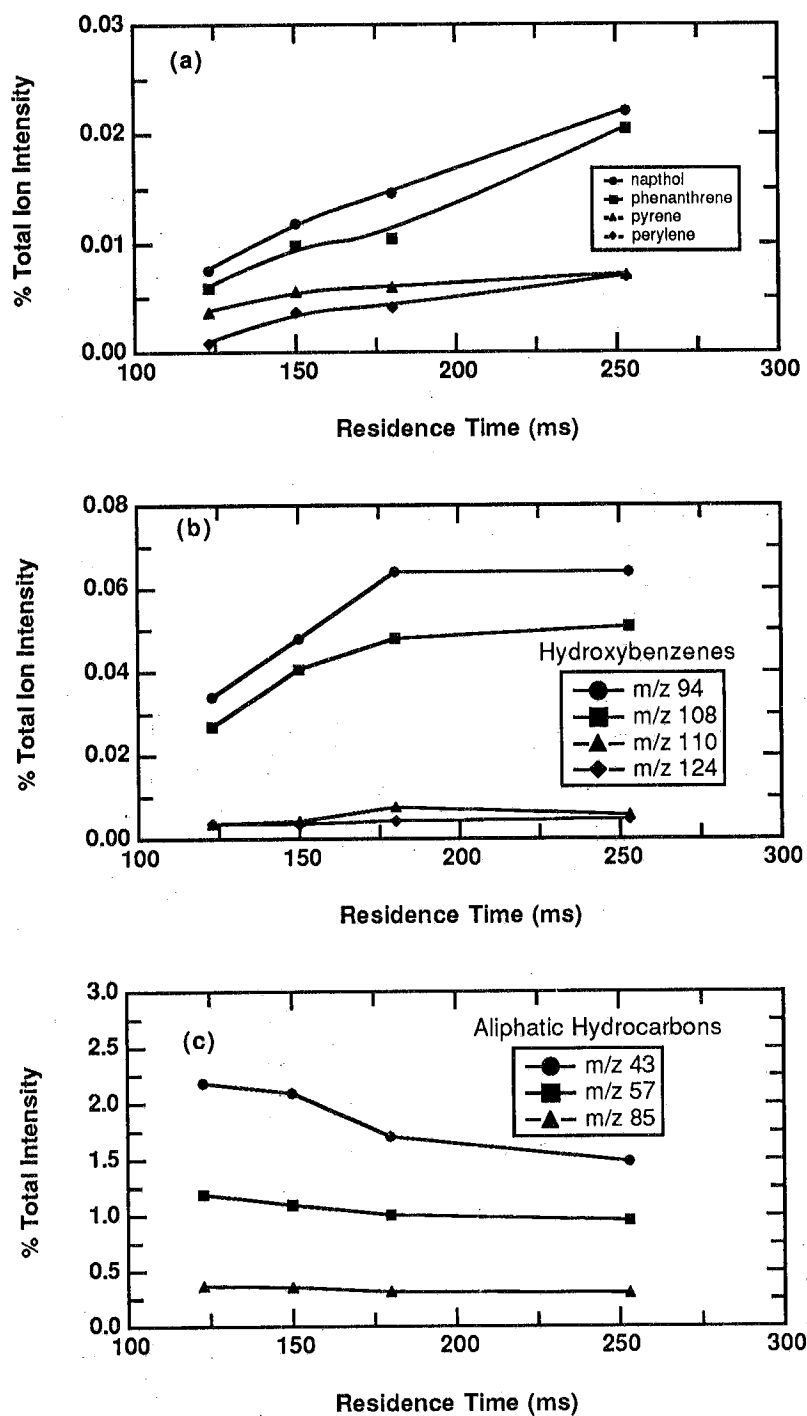 0.03
(a)
0.02
0.01
0.00
% Total Ion Intensity
napthol
phenanthrene
pyrene
perylene
100 150 200 250 300
Residence Time (ms)
0.08
(b)
0.06
0.04
0.02
0.00
% Total Ion Intensity
Hydroxybenzenes
m/z 94
m/z 108
m/z 110
m/z 124
100 150 200 250 300
Residence Time (ms)
3.0
(c)
2.5
2.0
1.5
1.0
0.5
0.0
% Total Intensity
Aliphatic Hydrocarbons
m/z 43
m/z 57
m/z 85
100 150 200 250 300
Residence Time (ms)